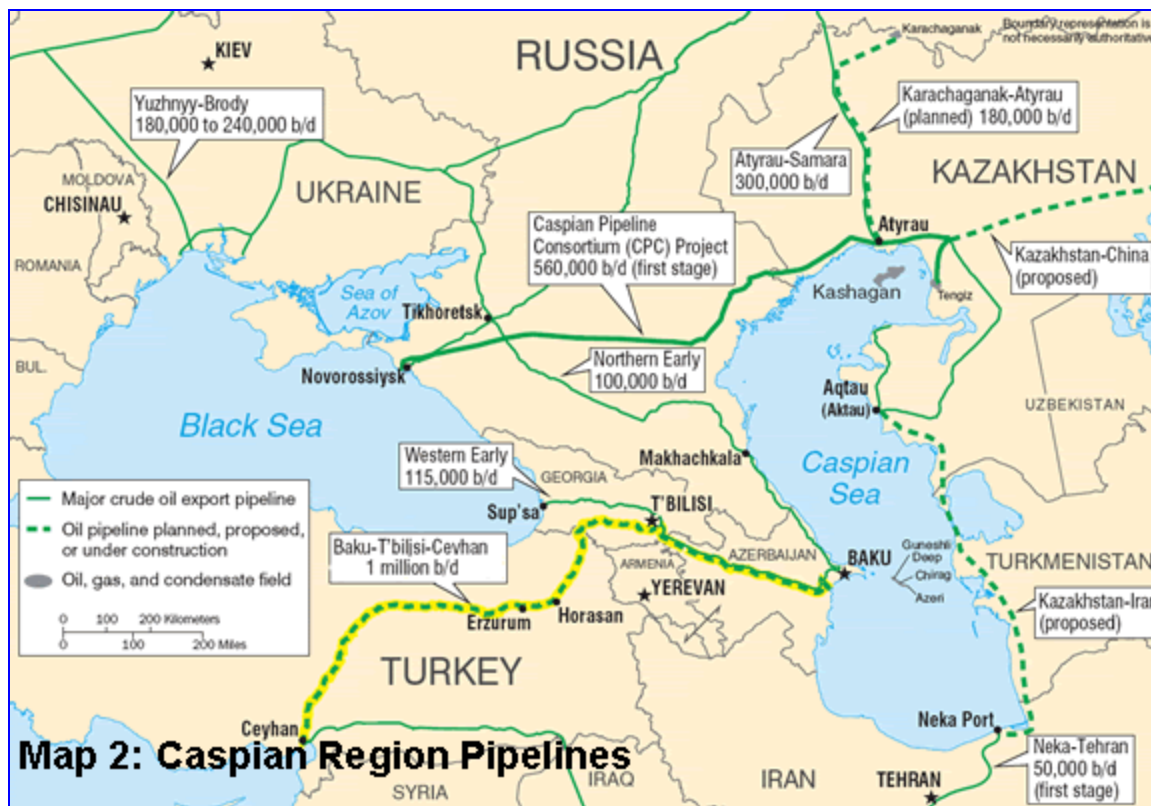 KIEV
RUSSIA
Karachaganak
Boundary representation is
not necessarily authoritative
Yuzhnyy-Brody
180,000 to 240,000 b/d
Karachaganak-Atyrau
(planned) 180,000 b/d
Atyrau-Samara
300,000 b/d
KAZAKHSTAN
MOLDOVA
CHISINAU
UKRAINE
Caspian Pipeline
Consortium (CPC) Project
560,000 b/d (first stage)
Atyrau
Kazakhstan-China
(proposed)
ROMANIA
Sea of
Azov
Tikhoretsk
Kashagan
Tengiz
Novorossiysk
Northern Early
100,000 b/d
BUL.
Aqtau
(Aktau)
UZBEKISTAN
Black Sea
Western Early
115,000 b/d
GEORGIA
Makhachkala
Caspian
Sea
Major crude oil export pipeline
Oil pipeline planned, proposed,
or under construction
Oil, gas, and condensate field
0 100 200 Kilometers
0 100 200 Miles
Sup'sa
T'BILISI
Baku-T'bilisi-Ceyhan
1 million b/d
AZERBAIJAN
BAKU
Guneshli
Deep
Chirag
Azeri
TURKMENISTAN
ARMENIA
YEREVAN
Kazakhstan-Iran
(proposed)
Erzurum
Horasan
TURKEY
Ceyhan
Neka Port
Map 2: Caspian Region Pipelines
Neka-Tehran
50,000 b/d
(first stage)
SYRIA
IRAQ
IRAN
TEHRAN